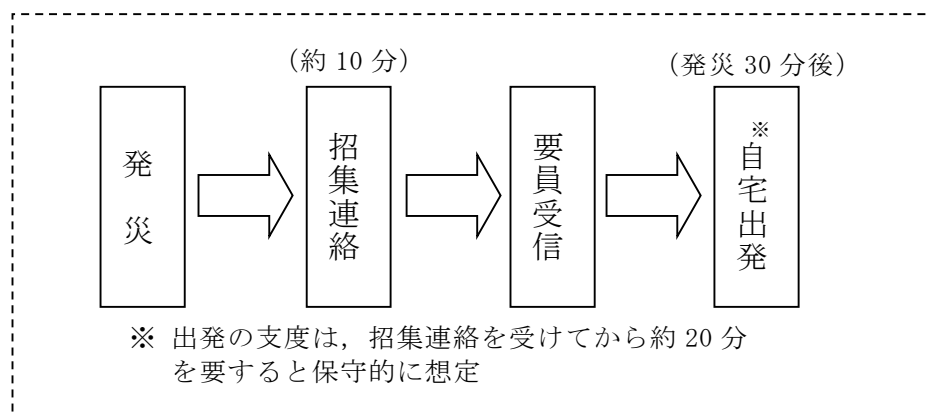 (約 10 分)
(発災 30 分後)
発災
招集連絡
要員受信
※自宅出発
※ 出発の支度は，招集連絡を受けてから約 20 分
を要すると保守的に想定